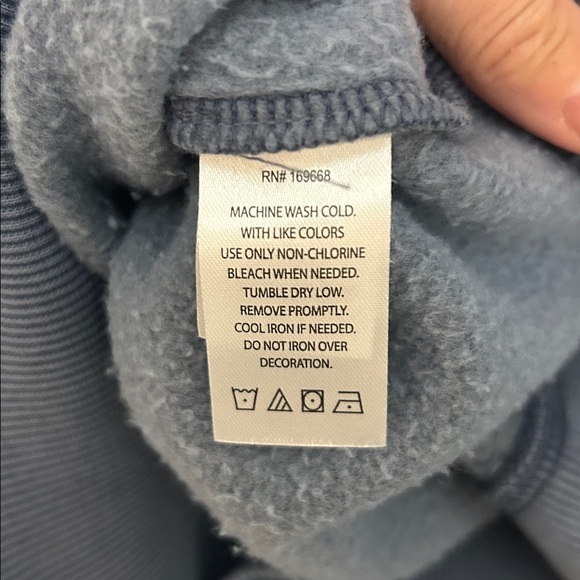 RN# 169668
MACHINE WASH COLD.
WITH LIKE COLORS
USE ONLY NON-CHLORINE
BLEACH WHEN NEEDED.
TUMBLE DRY LOW.
REMOVE PROMPTLY.
COOL IRON IF NEEDED.
DO NOT IRON OVER
DECORATION.